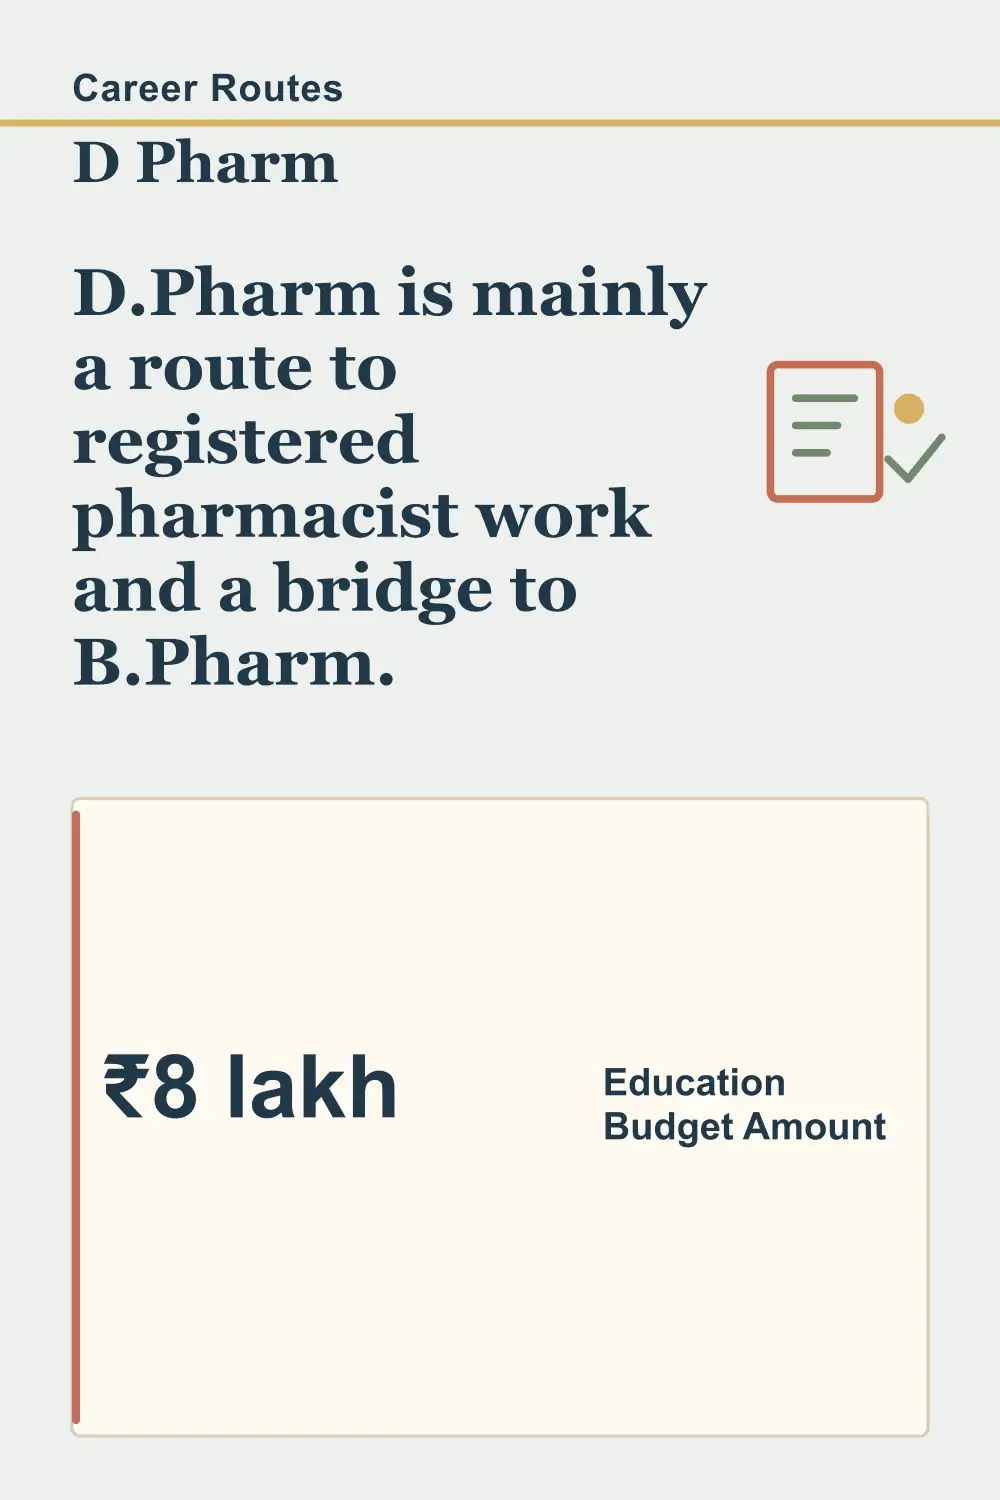 Career Routes
D Pharm
D.Pharm is mainly
a route to
registered
pharmacist work
and a bridge to
B.Pharm.
₹8 lakh
Education
Budget Amount